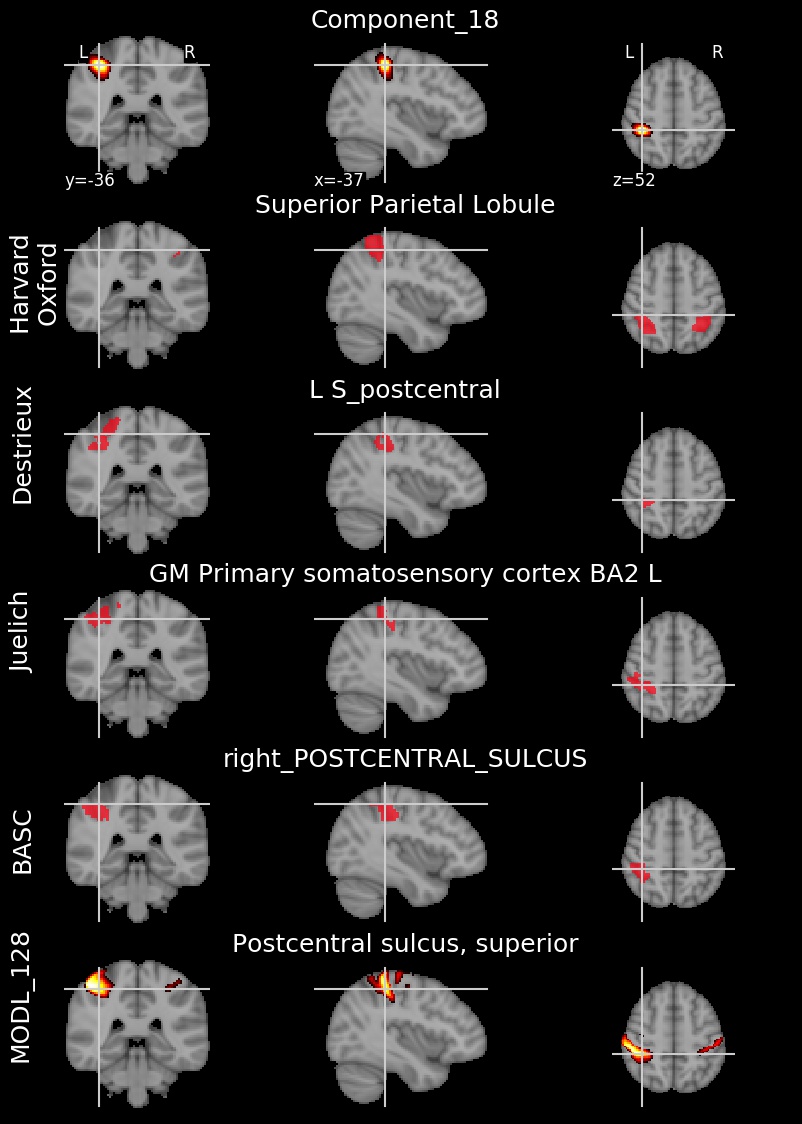 Component_18
L R L R
y=-36 x=-37 z=52
Superior Parietal Lobule
Harvard
Oxford
L S_postcentral
Destrieux
GM Primary somatosensory cortex BA2 L
Juelich
right_POSTCENTRAL_SULCUS
BASC
Postcentral sulcus, superior
MODL_128